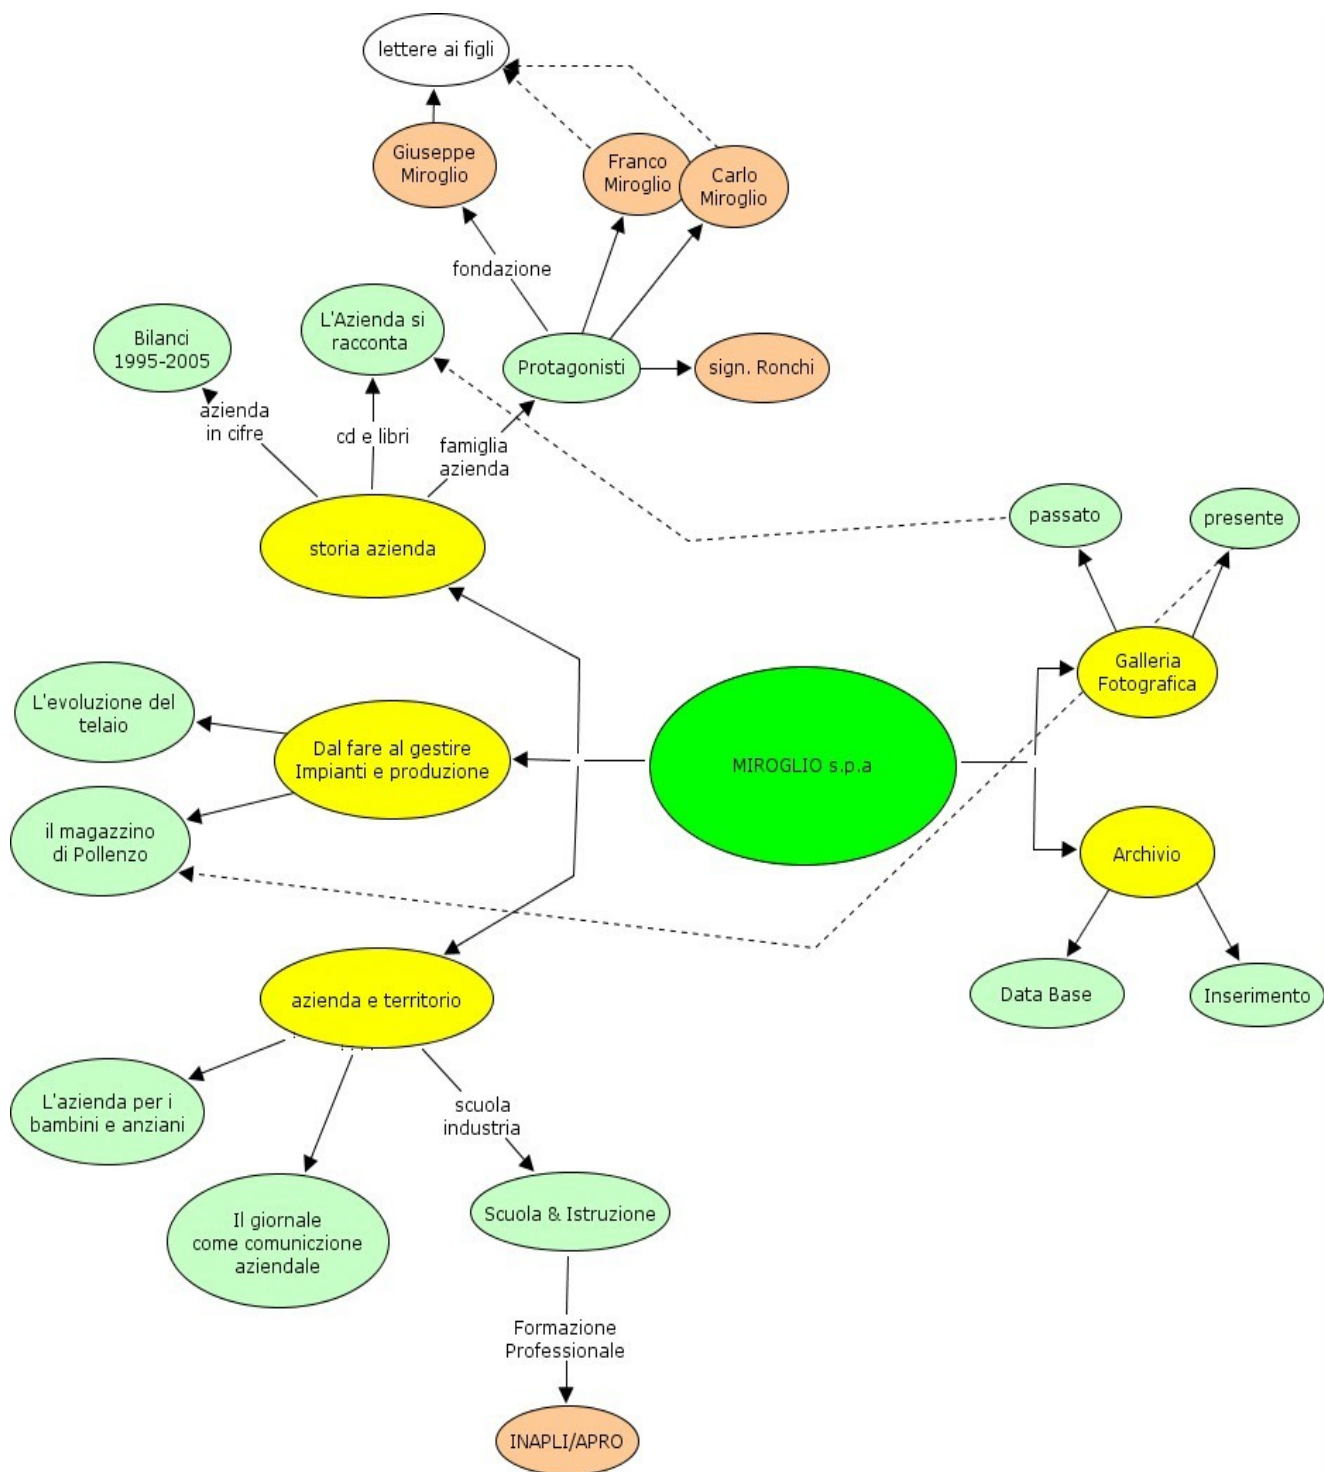 lettere ai figli
Giuseppe
Miroglio
Franco
Miroglio
Carlo
Miroglio
fondazione
L'Azienda si
racconta
Bilanci
1995-2005
Protagonisti
sign. Ronchi
azienda
in cifre
cd e libri
famiglia
azienda
storia azienda
passato
presente
Galleria
Fotografica
L'evoluzione del
telaio
Dal fare al gestire
Impianti e produzione
MIROGLIO s.p.a
il magazzino
di Pollenzo
Archivio
azienda e territorio
Data Base
Inserimento
L'azienda per i
bambini e anziani
scuola
industria
Il giornale
come comuniczione
aziendale
Scuola & Istruzione
Formazione
Professionale
INAPLI/APRO